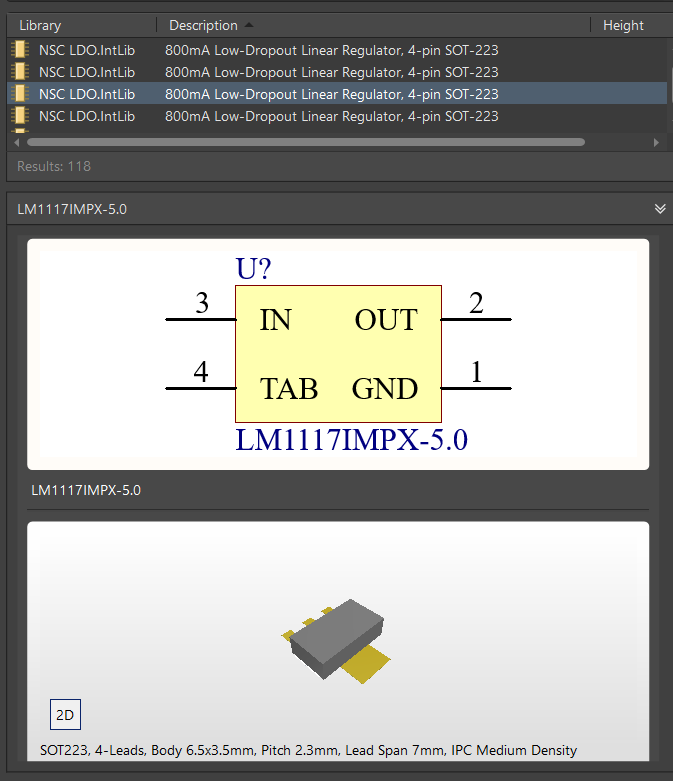 Library Description Height
NSC LDO.IntLib 800mA Low-Dropout Linear Regulator, 4-pin SOT-223
NSC LDO.IntLib 800mA Low-Dropout Linear Regulator, 4-pin SOT-223
NSC LDO.IntLib 800mA Low-Dropout Linear Regulator, 4-pin SOT-223
NSC LDO.IntLib 800mA Low-Dropout Linear Regulator, 4-pin SOT-223
Results: 118
LM1117IMPX-5.0
U?
3 IN OUT 2
4 TAB GND 1
LM1117IMPX-5.0
LM1117IMPX-5.0
2D
SOT223, 4-Leads, Body 6.5x3.5mm, Pitch 2.3mm, Lead Span 7mm, IPC Medium Density